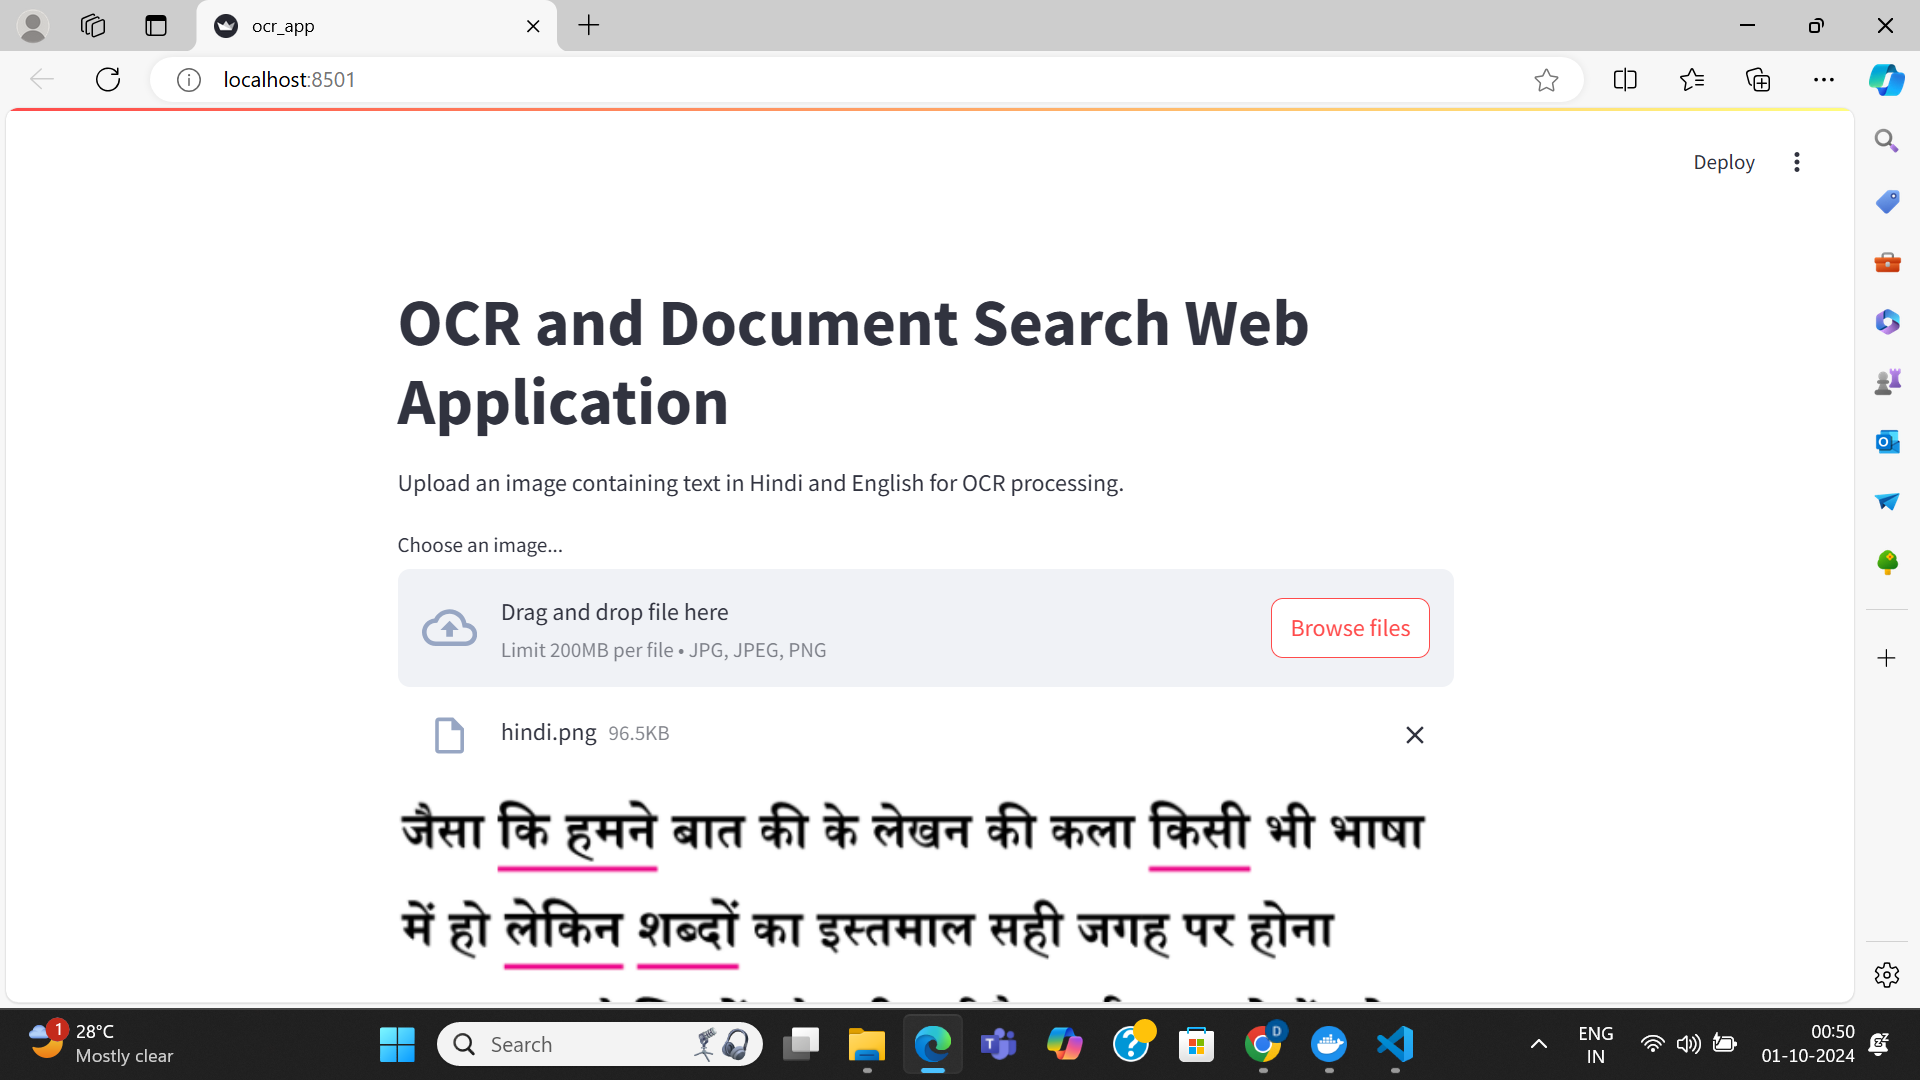 ocr_app
localhost:8501
Deploy
OCR and Document Search Web
Application
Upload an image containing text in Hindi and English for OCR processing.
Choose an image...
Drag and drop file here
Limit 200MB per file • JPG, JPEG, PNG
Browse files
hindi.png 96.5KB
जैसा कि हमने बात की के लेखन की कला किसी भी भाषा
में हो लेकिन शब्दों का इस्तमाल सही जगह पर होना
1
28°C
Mostly clear
Search
D
ENG
IN
00:50
01-10-2024